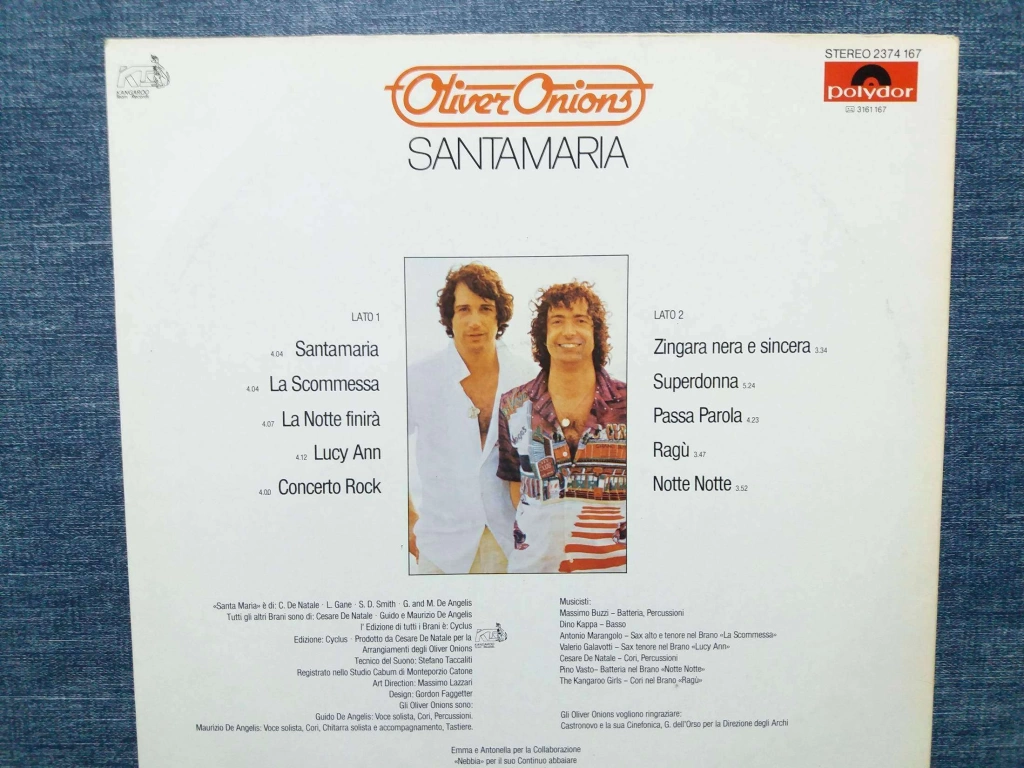 KANGAROO
Team Records
Oliver Onions
SANTAMARIA
STEREO 2374 167
polydor
3161 167
LATO 1
4.04 Santamaria
4.04 La Scommessa
4.07 La Notte finirà
4.12 Lucy Ann
4.00 Concerto Rock
LATO 2
Zingara nera e sincera 3.34
Superdonna 5.24
Passa Parola 4.23
Ragù 3.47
Notte Notte 3.52
«Santa Maria» è di: C. De Natale · L. Gane · S. D. Smith · G. and M. De Angelis
Tutti gli altri Brani sono di: Cesare De Natale · Guido e Maurizio De Angelis
l' Edizione di tutti i Brani è: Cyclus
Edizione: Cyclus · Prodotto da Cesare De Natale per la
Arrangiamenti degli Oliver Onions
Tecnico del Suono: Stefano Taccaliti
Registrato nello Studio Cabum di Monteporzio Catone
Art Direction: Massimo Lazzari
Design: Gordon Faggetter
Gli Oliver Onions sono:
Guido De Angelis: Voce solista, Cori, Percussioni.
Maurizio De Angelis: Voce solista, Cori, Chitarra solista e accompagnamento, Tastiere.
Musicisti:
Massimo Buzzi – Batteria, Percussioni
Dino Kappa – Basso
Antonio Marangolo – Sax alto e tenore nel Brano «La Scommessa»
Valerio Galavotti – Sax tenore nel Brano «Lucy Ann»
Cesare De Natale – Cori, Percussioni
Pino Vasto– Batteria nel Brano «Notte Notte»
The Kangaroo Girls – Cori nel Brano «Ragù»
Gli Oliver Onions vogliono ringraziare:
Castronovo e la sua Cinefonica, G. dell'Orso per la Direzione degli Archi
Emma e Antonella per la Collaborazione
«Nebbia» per il suo Continuo abbaiare